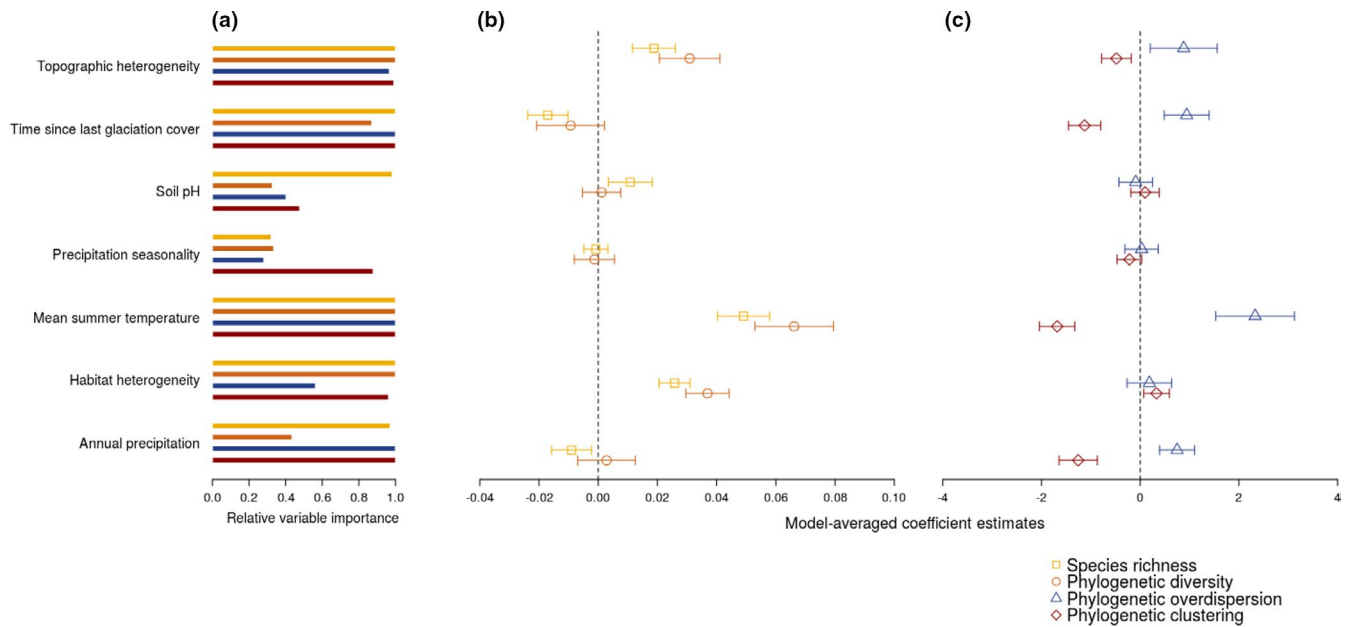 (a)
(b)
(c)
Topographic heterogeneity
Time since last glaciation cover
Soil pH
Precipitation seasonality
Mean summer temperature
Habitat heterogeneity
Annual precipitation
0.0 0.2 0.4 0.6 0.8 1.0
-0.04 -0.02 0.00 0.02 0.04 0.06 0.08 0.10
-4 -2 0 2 4
Relative variable importance
Model-averaged coefficient estimates
Species richness
Phylogenetic diversity
Phylogenetic overdispersion
Phylogenetic clustering